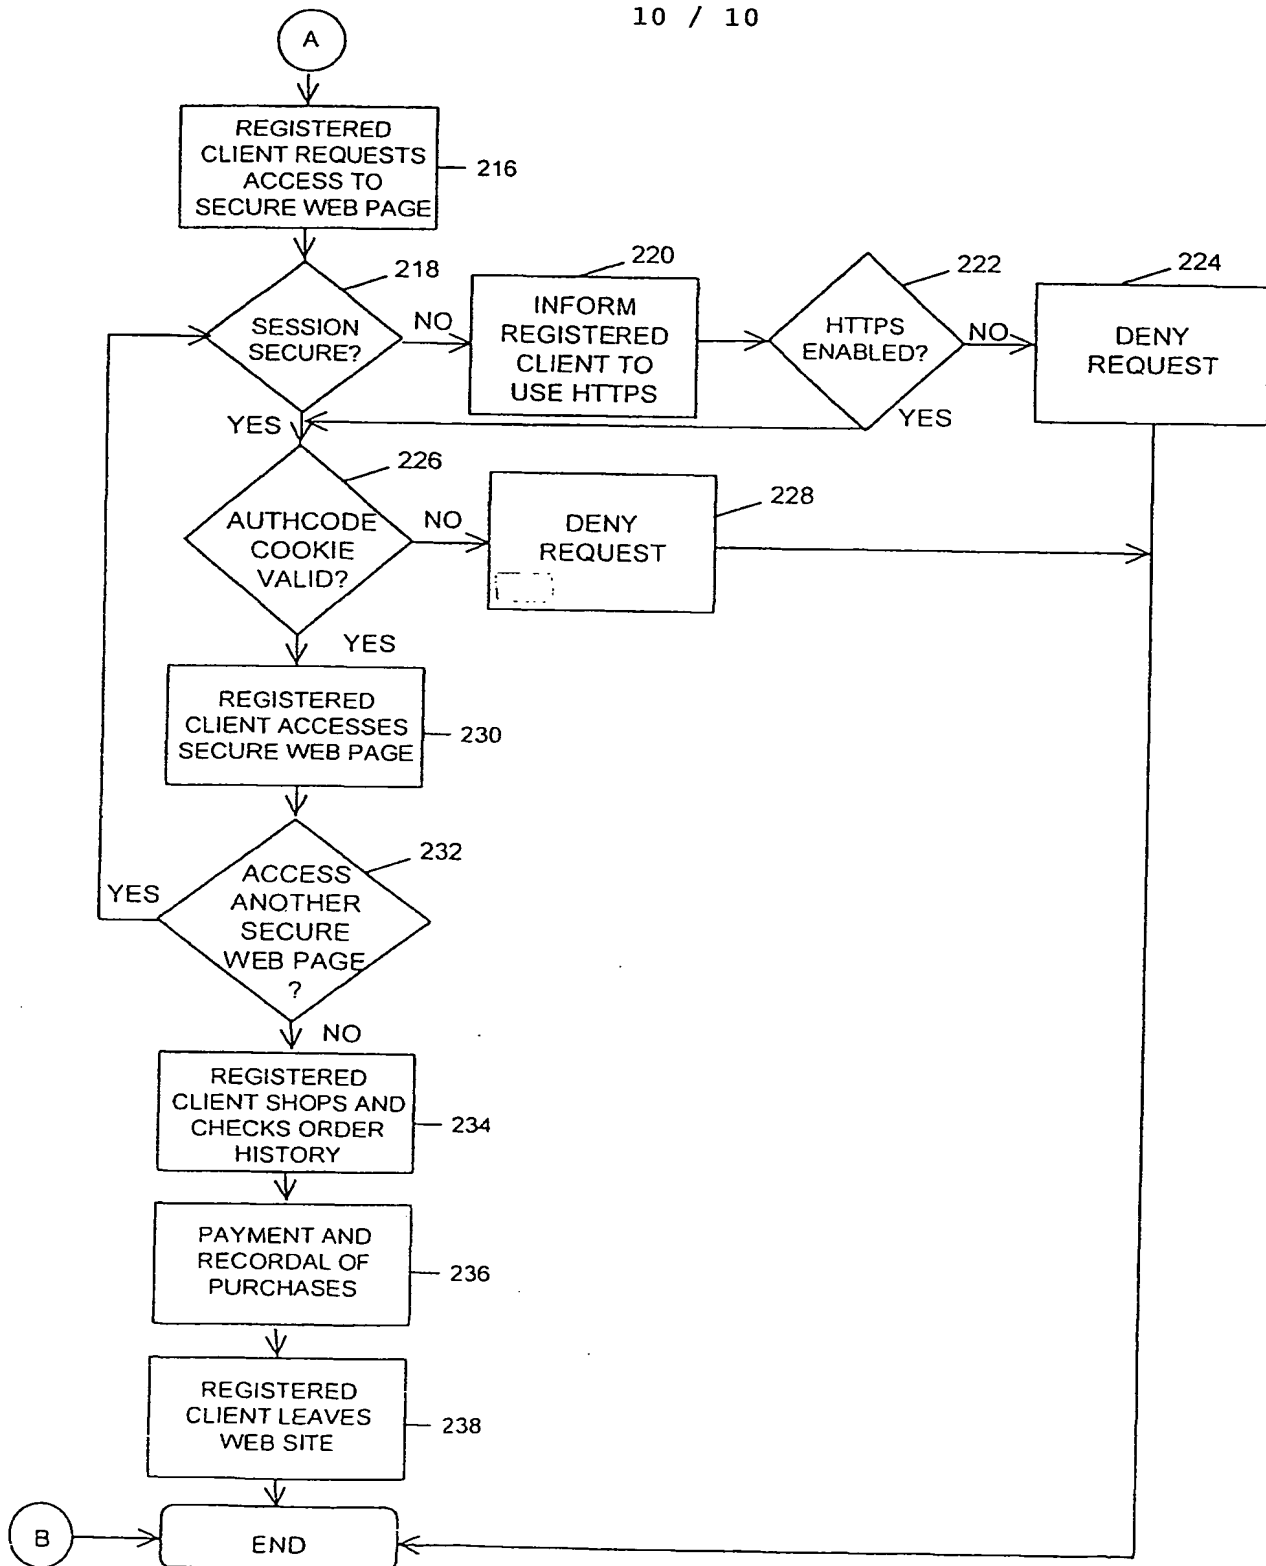 10 / 10
A
REGISTERED
CLIENT REQUESTS
ACCESS TO
SECURE WEB PAGE
216
218
SESSION
SECURE?
NO
220
INFORM
REGISTERED
CLIENT TO
USE HTTPS
222
HTTPS
ENABLED?
NO
224
DENY
REQUEST
YES
YES
226
AUTHCODE
COOKIE
VALID?
NO
228
DENY
REQUEST
YES
REGISTERED
CLIENT ACCESSES
SECURE WEB PAGE
230
232
ACCESS
ANOTHER
SECURE
WEB PAGE
?
YES
NO
REGISTERED
CLIENT SHOPS AND
CHECKS ORDER
HISTORY
234
PAYMENT AND
RECORDAL OF
PURCHASES
236
REGISTERED
CLIENT LEAVES
WEB SITE
238
B
END